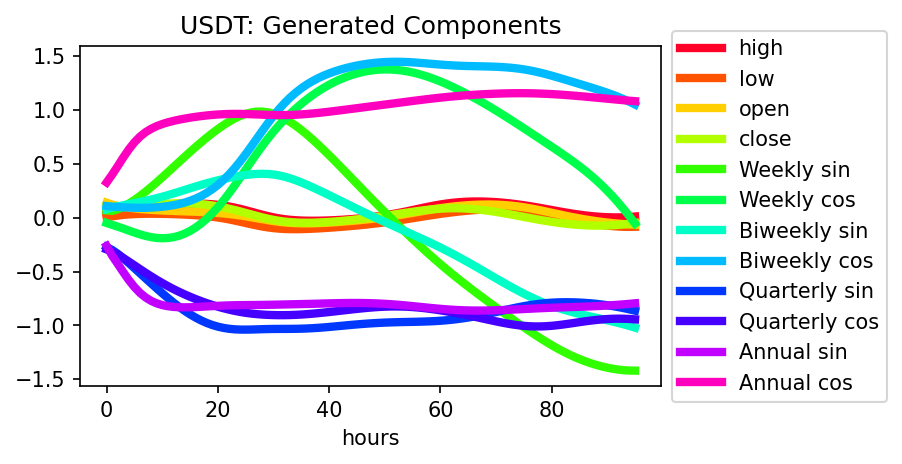 USDT: Generated Components
1.5
1.0
0.5
0.0
−0.5
−1.0
−1.5
0 20 40 60 80
hours
high
low
open
close
Weekly sin
Weekly cos
Biweekly sin
Biweekly cos
Quarterly sin
Quarterly cos
Annual sin
Annual cos